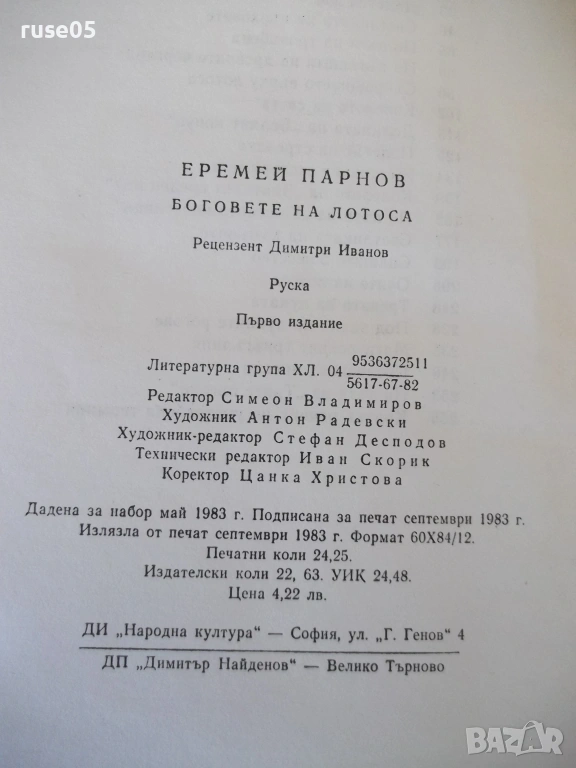 ruse05
ЕРЕМЕЙ ПАРНОВ
БОГОВЕТЕ НА ЛОТОСА
Рецензент Димитри Иванов
Руска
Първо издание
Литературна група ХЛ. 04 9536372511
5617-67-82
Редактор Симеон Владимиров
Художник Антон Радевски
Художник-редактор Стефан Десподов
Технически редактор Иван Скорик
Коректор Цанка Христова
Дадена за набор май 1983 г. Подписана за печат септември 1983 г.
Излязла от печат септември 1983 г. Формат 60X84/12.
Печатни коли 24,25.
Издателски коли 22, 63. УИК 24,48.
Цена 4,22 лв.
ДИ „Народна култура“ — София, ул. „Г. Генов“ 4
ДП „Димитър Найденов“ — Велико Търново
BAZAR